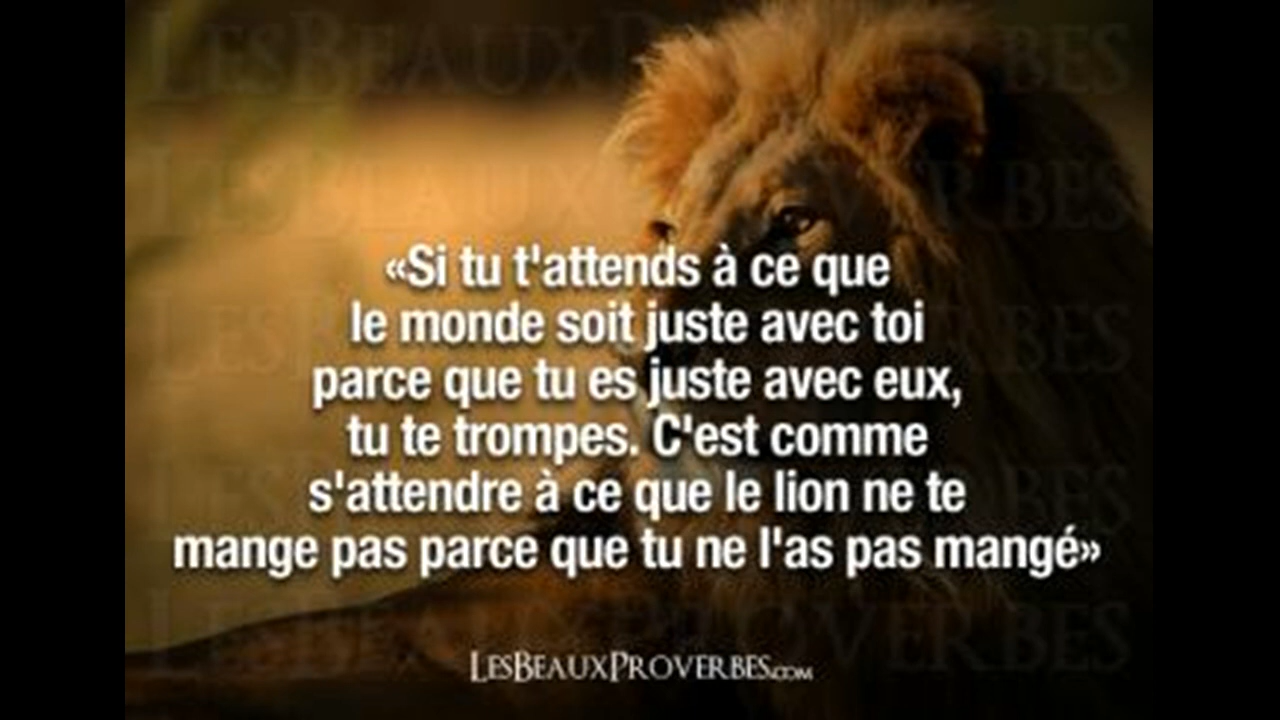 «Si tu t'attends à ce que
le monde soit juste avec toi
parce que tu es juste avec eux,
tu te trompes. C'est comme
s'attendre à ce que le lion ne te
mange pas parce que tu ne l'as pas mangé»
LESBEAUXPROVERBES.COM